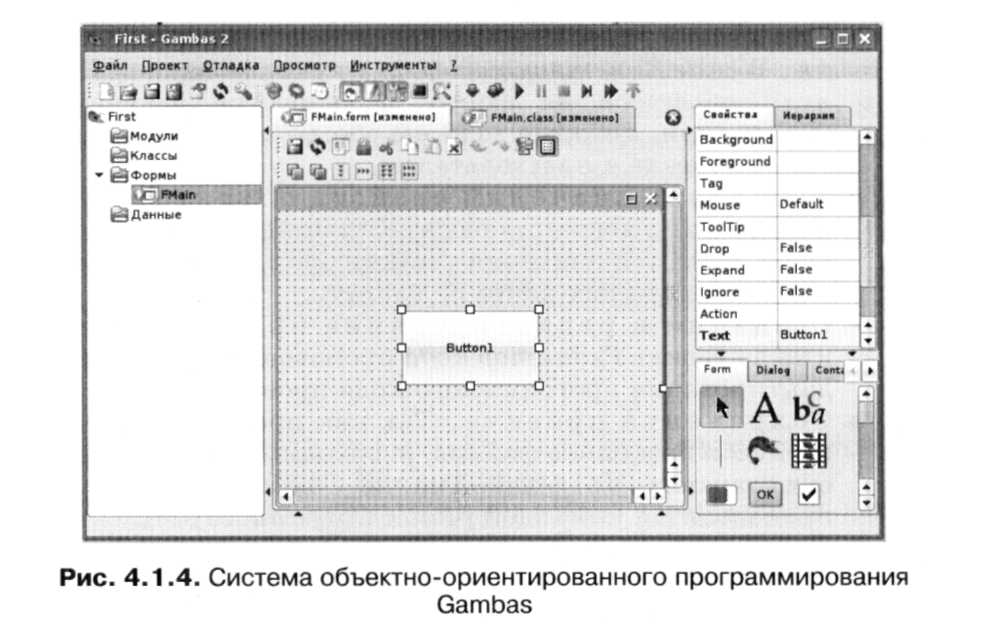 First - Gambas 2
Файл Проект Отладка Просмотр Инструменты ?
First
Модули
Классы
Формы
FMain
Данные
FMain.form [изменено]
FMain.class [изменено]
Button1
Свойства Иерархия
Background
Foreground
Tag
Mouse Default
ToolTip
Drop False
Expand False
Ignore False
Action
Text Button1
Form Dialog Conta
A
b c a
OK
Рис. 4.1.4. Система объектно-ориентированного программирования
Gambas